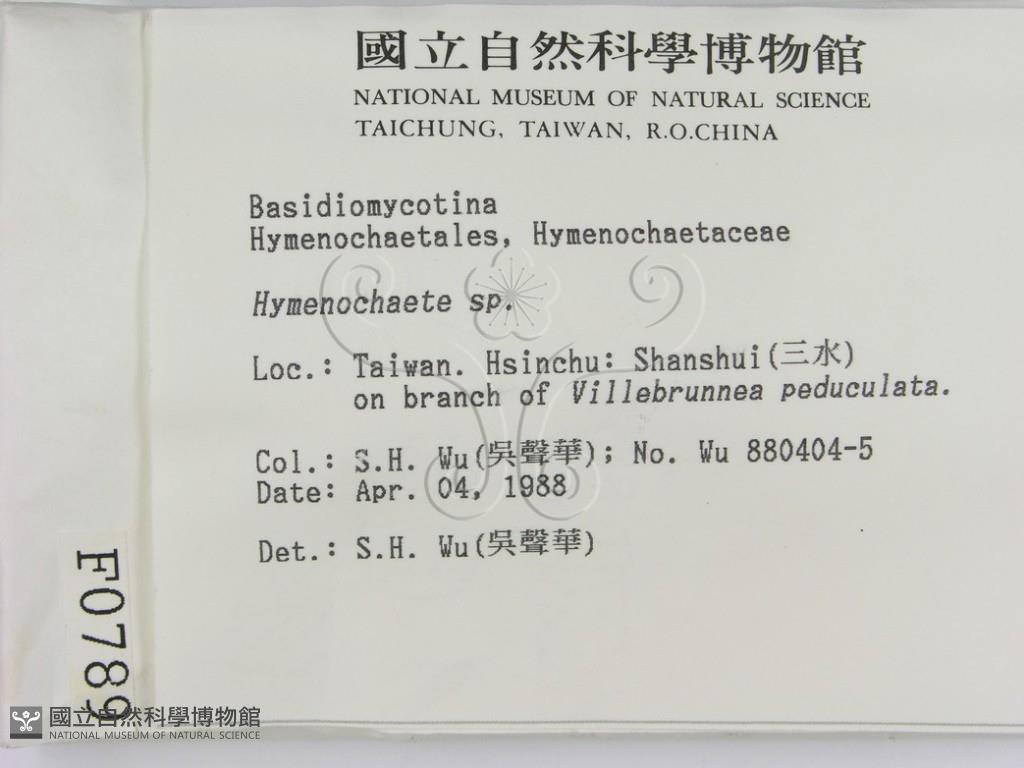 國立自然科學博物館
NATIONAL MUSEUM OF NATURAL SCIENCE
TAICHUNG, TAIWAN, R.O.CHINA
Basidiomycotina
Hymenochaetales, Hymenochaetaceae
Hymenochaete sp.
Loc.: Taiwan. Hsinchu: Shanshui(三水)
on branch of Villebrunnea peduculata.
Col.: S.H. Wu(吳聲華); No. Wu 880404-5
Date: Apr. 04, 1988
Det.: S.H. Wu(吳聲華)
F0789
國立自然科學博物館
NATIONAL MUSEUM OF NATURAL SCIENCE